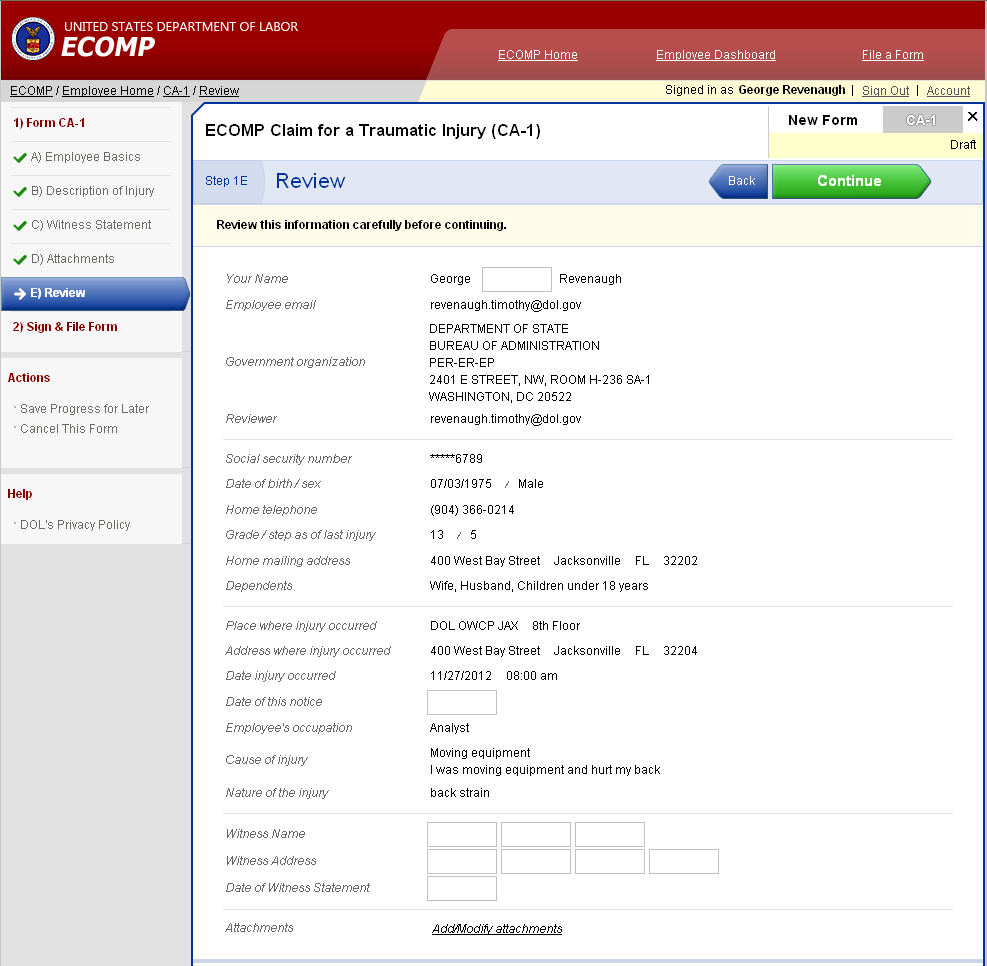 UNITED STATES DEPARTMENT OF LABOR
ECOMP
ECOMP Home Employee Dashboard File a Form
ECOMP / Employee Home / CA-1 / Review
Signed in as George Revenaugh | Sign Out | Account
1) Form CA-1
A) Employee Basics
B) Description of Injury
C) Witness Statement
D) Attachments
E) Review
2) Sign & File Form
Actions
Save Progress for Later
Cancel This Form
Help
DOL's Privacy Policy
ECOMP Claim for a Traumatic Injury (CA-1)
New Form CA-1 ×
Draft
Step 1E Review Back Continue
Review this information carefully before continuing.
Your Name George Revenaugh
Employee email revenaugh.timothy@dol.gov
Government organization
DEPARTMENT OF STATE
BUREAU OF ADMINISTRATION
PER-ER-EP
2401 E STREET, NW, ROOM H-236 SA-1
WASHINGTON, DC 20522
Reviewer revenaugh.timothy@dol.gov
Social security number *****6789
Date of birth / sex 07/03/1975 / Male
Home telephone (904) 366-0214
Grade / step as of last injury 13 / 5
Home mailing address 400 West Bay Street Jacksonville FL 32202
Dependents Wife, Husband, Children under 18 years
Place where injury occurred DOL OWCP JAX 8th Floor
Address where injury occurred 400 West Bay Street Jacksonville FL 32204
Date injury occurred 11/27/2012 08:00 am
Date of this notice
Employee's occupation Analyst
Cause of injury
Moving equipment
I was moving equipment and hurt my back
Nature of the injury back strain
Witness Name
Witness Address
Date of Witness Statement
Attachments Add/Modify attachments